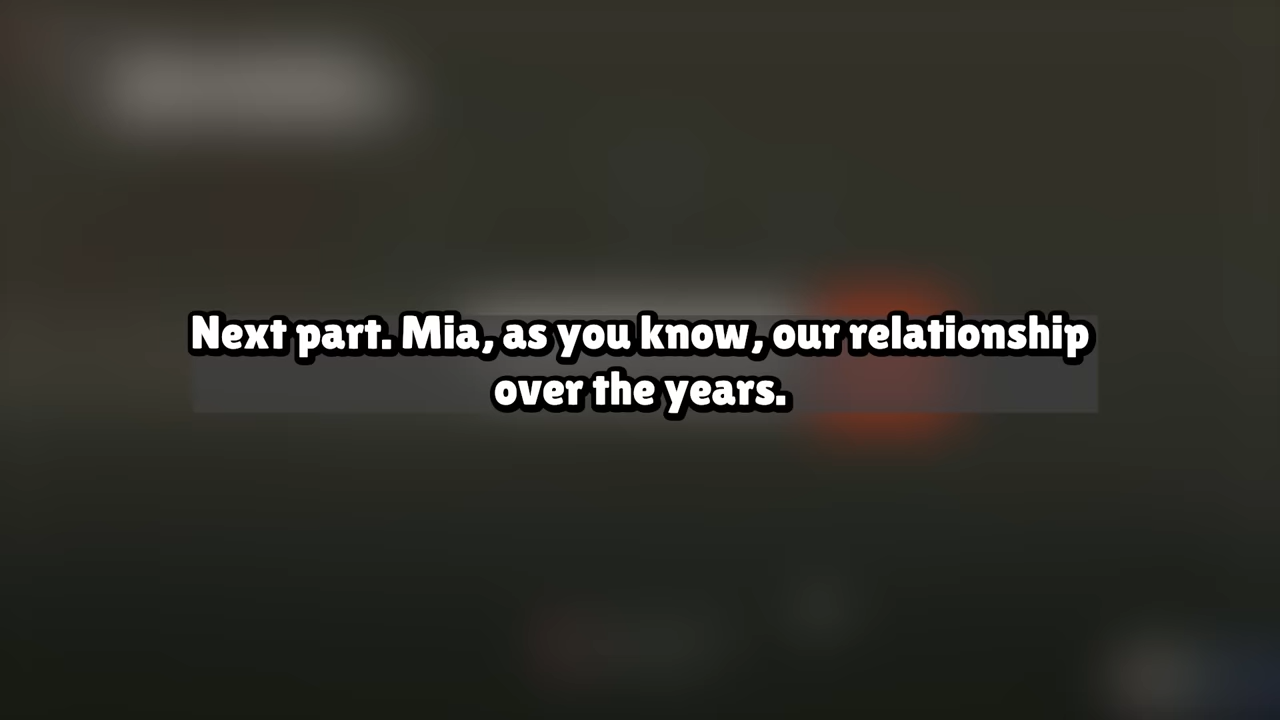 Next part. Mia, as you know, our relationship
over the years.